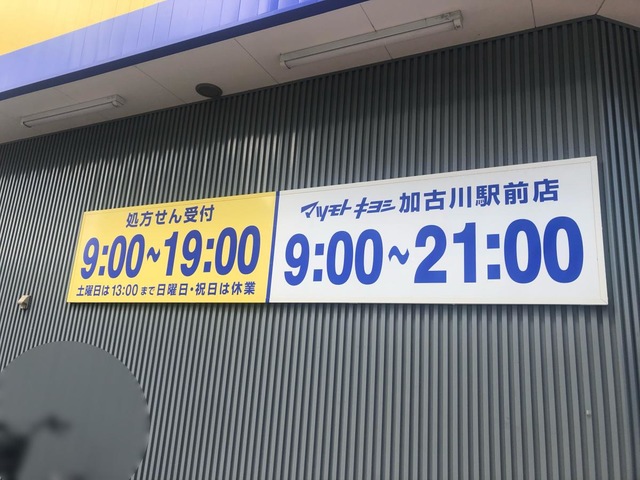 処方せん受付
9:00~19:00
土曜日は13:00まで日曜日・祝日は休業
マツモトキヨシ 加古川駅前店
9:00~21:00